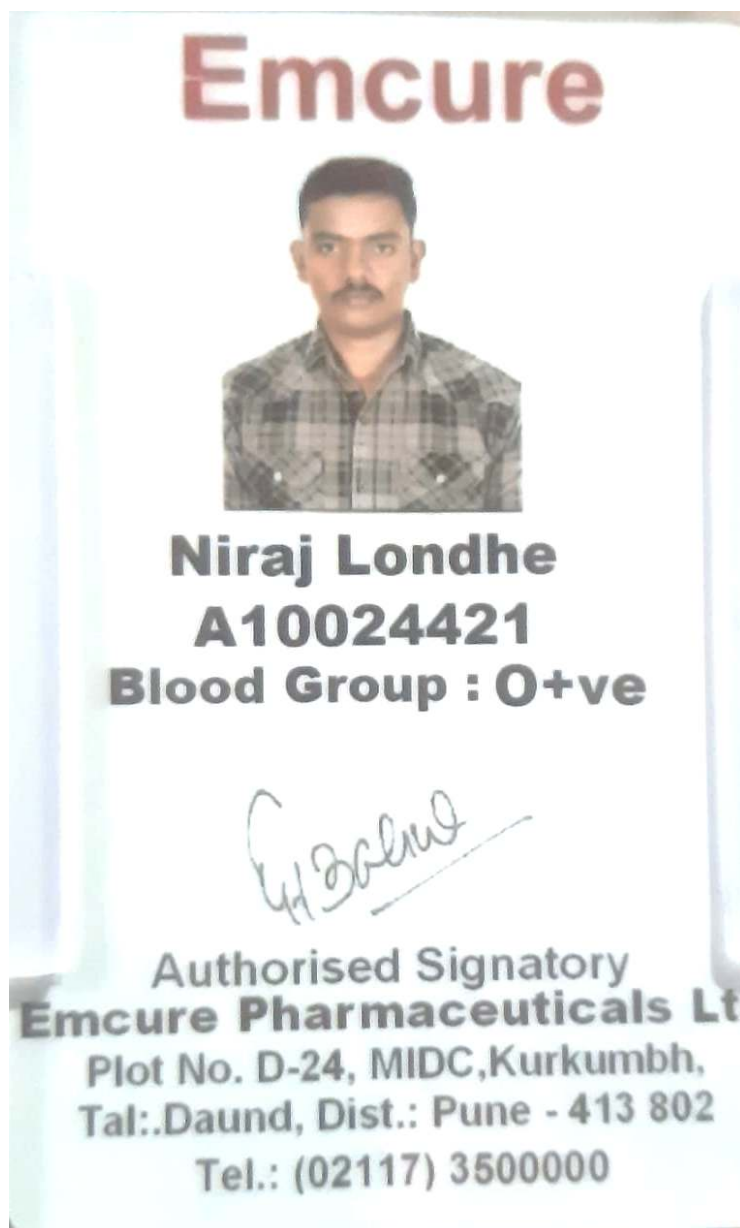 Emcure
Niraj Londhe
A10024421
Blood Group : O+ve
Authorised Signatory
Emcure Pharmaceuticals Lt
Plot No. D-24, MIDC,Kurkumbh,
Tal:.Daund, Dist.: Pune - 413 802
Tel.: (02117) 3500000